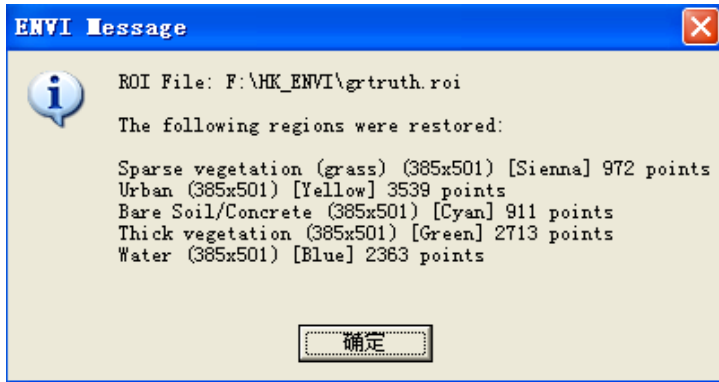 ENVI Message
ROI File: F:\HK_ENVI\grtruth.roi
The following regions were restored:
Sparse vegetation (grass) (385x501) [Sienna] 972 points
Urban (385x501) [Yellow] 3539 points
Bare Soil/Concrete (385x501) [Cyan] 911 points
Thick vegetation (385x501) [Green] 2713 points
Water (385x501) [Blue] 2363 points
确定